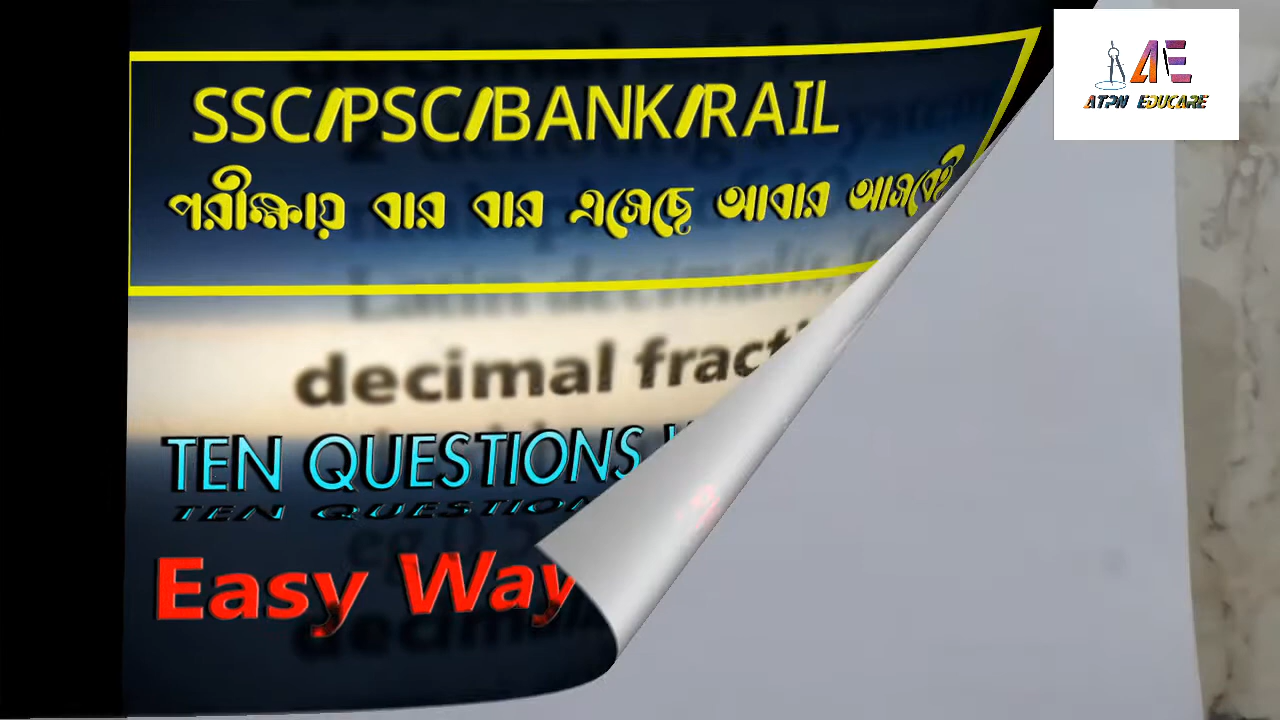 SSC/PSC/BANK/RAIL
পরীক্ষায় বার বার এসেছে আবার আসবেই
decimal fract
TEN QUESTIONS
Easy Way
AE
ATPN EDUCARE